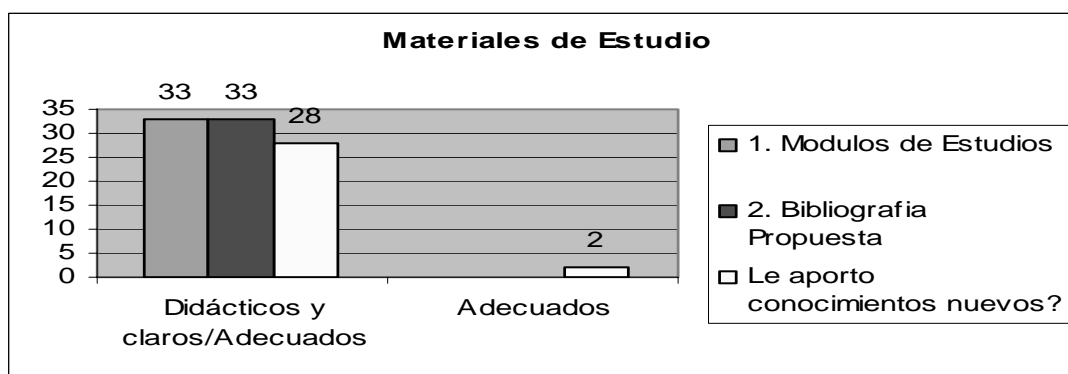 Materiales de Estudio
33 33 28
35
30
25
20
15
10
5
0
2
Didácticos y
claros/Adecuados
Adecuados
1. Modulos de Estudios
2. Bibliografia
Propuesta
Le aporto
conocimientos nuevos?